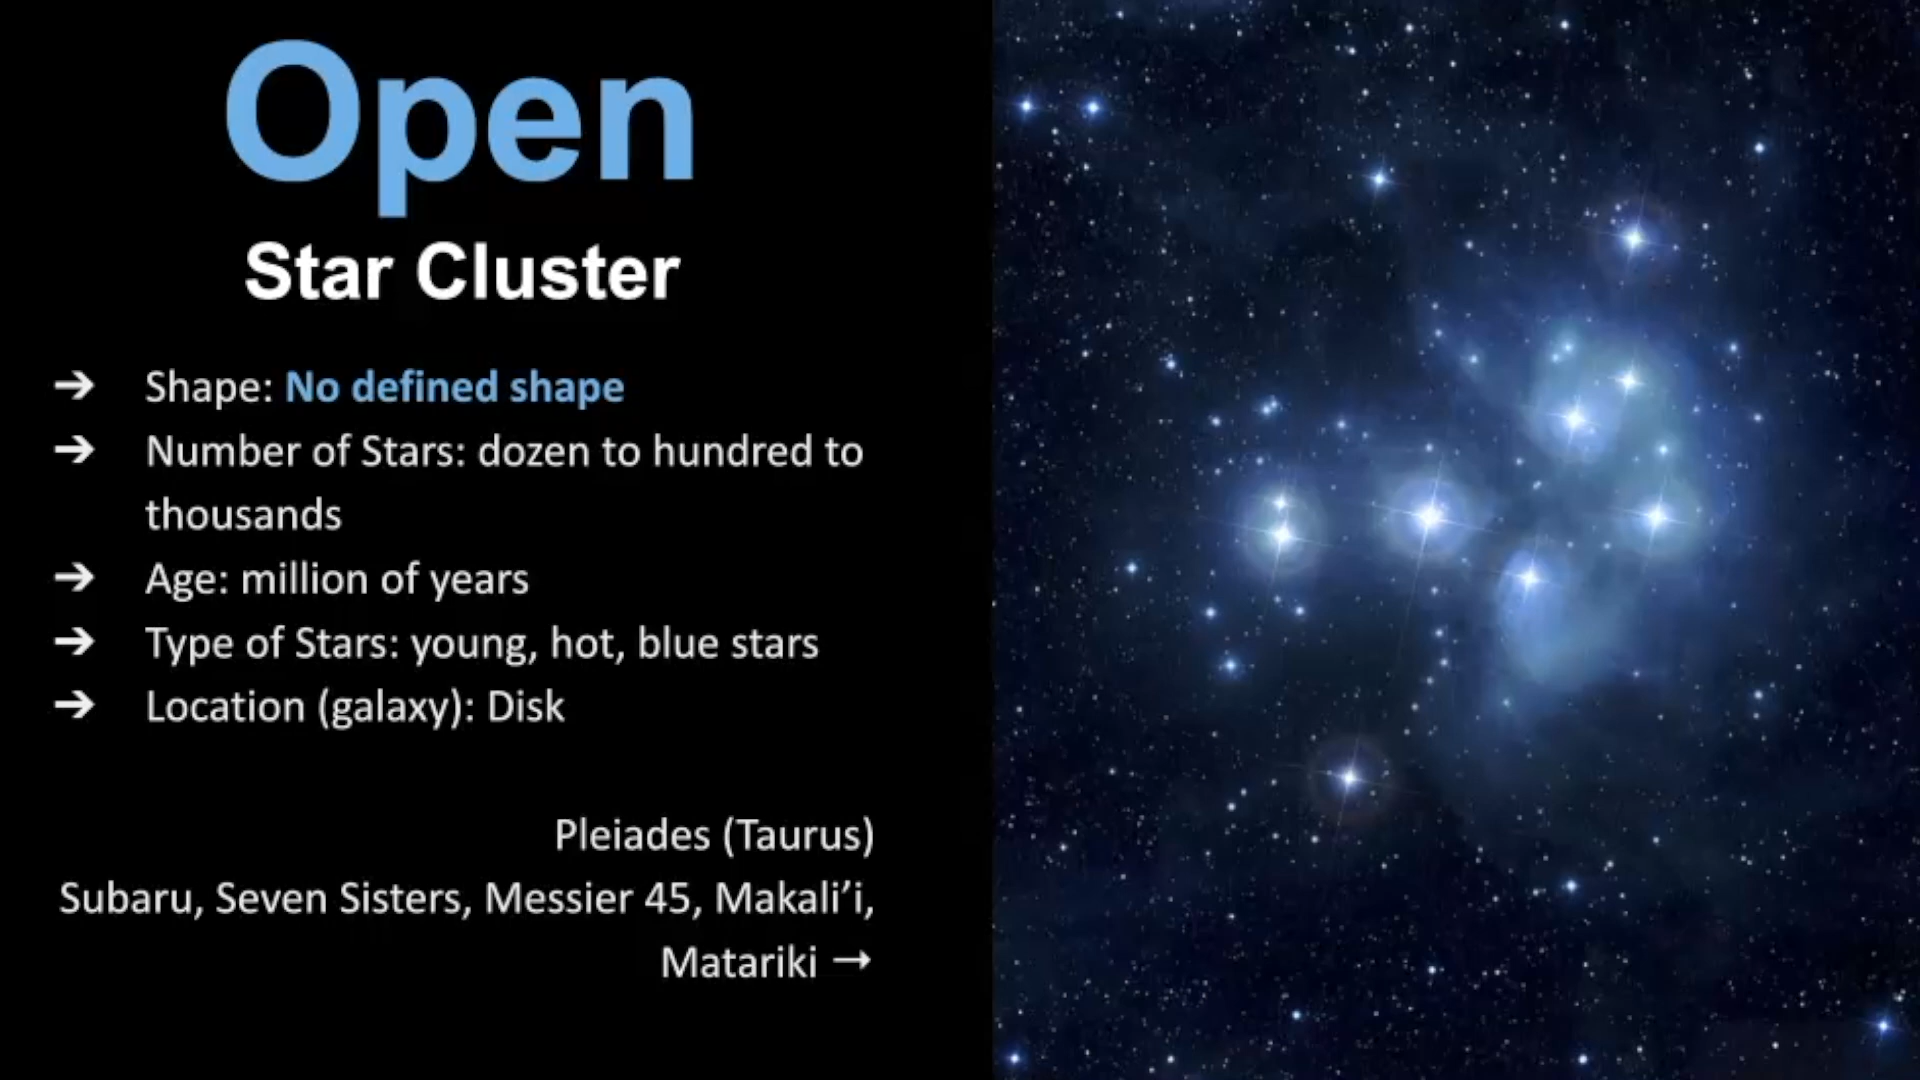 Open
Star Cluster
➔ Shape: No defined shape
➔ Number of Stars: dozen to hundred to
thousands
➔ Age: million of years
➔ Type of Stars: young, hot, blue stars
➔ Location (galaxy): Disk
Pleiades (Taurus)
Subaru, Seven Sisters, Messier 45, Makali’i,
Matariki →